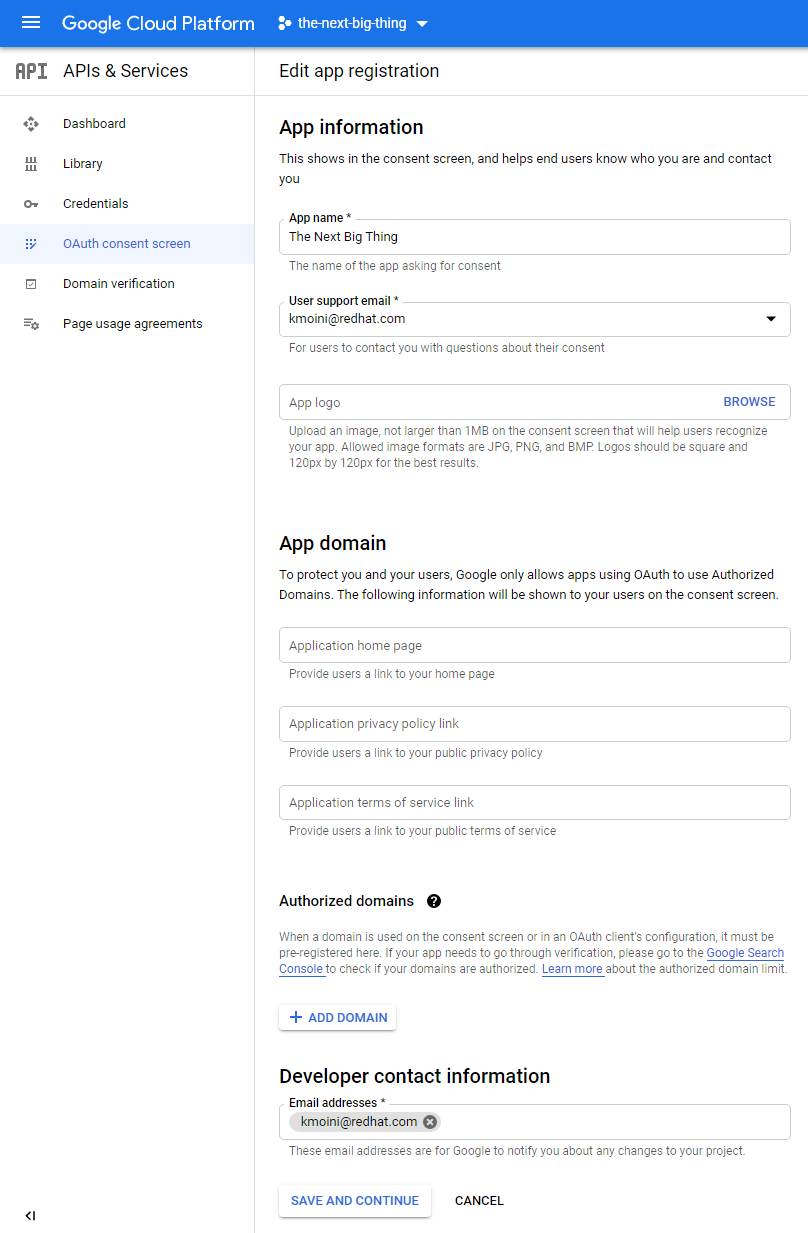 Google Cloud Platform
the-next-big-thing
API APIs & Services
Edit app registration
Dashboard
Library
Credentials
OAuth consent screen
Domain verification
Page usage agreements
App information
This shows in the consent screen, and helps end users know who you are and contact
you
App name *
The Next Big Thing
The name of the app asking for consent
User support email *
kmoini@redhat.com
For users to contact you with questions about their consent
App logo
BROWSE
Upload an image, not larger than 1MB on the consent screen that will help users recognize
your app. Allowed image formats are JPG, PNG, and BMP. Logos should be square and
120px by 120px for the best results.
App domain
To protect you and your users, Google only allows apps using OAuth to use Authorized
Domains. The following information will be shown to your users on the consent screen.
Application home page
Provide users a link to your home page
Application privacy policy link
Provide users a link to your public privacy policy
Application terms of service link
Provide users a link to your public terms of service
Authorized domains
When a domain is used on the consent screen or in an OAuth client's configuration, it must be
pre-registered here. If your app needs to go through verification, please go to the Google Search
Console to check if your domains are authorized. Learn more about the authorized domain limit.
+ ADD DOMAIN
Developer contact information
Email addresses *
kmoini@redhat.com
These email addresses are for Google to notify you about any changes to your project.
SAVE AND CONTINUE
CANCEL